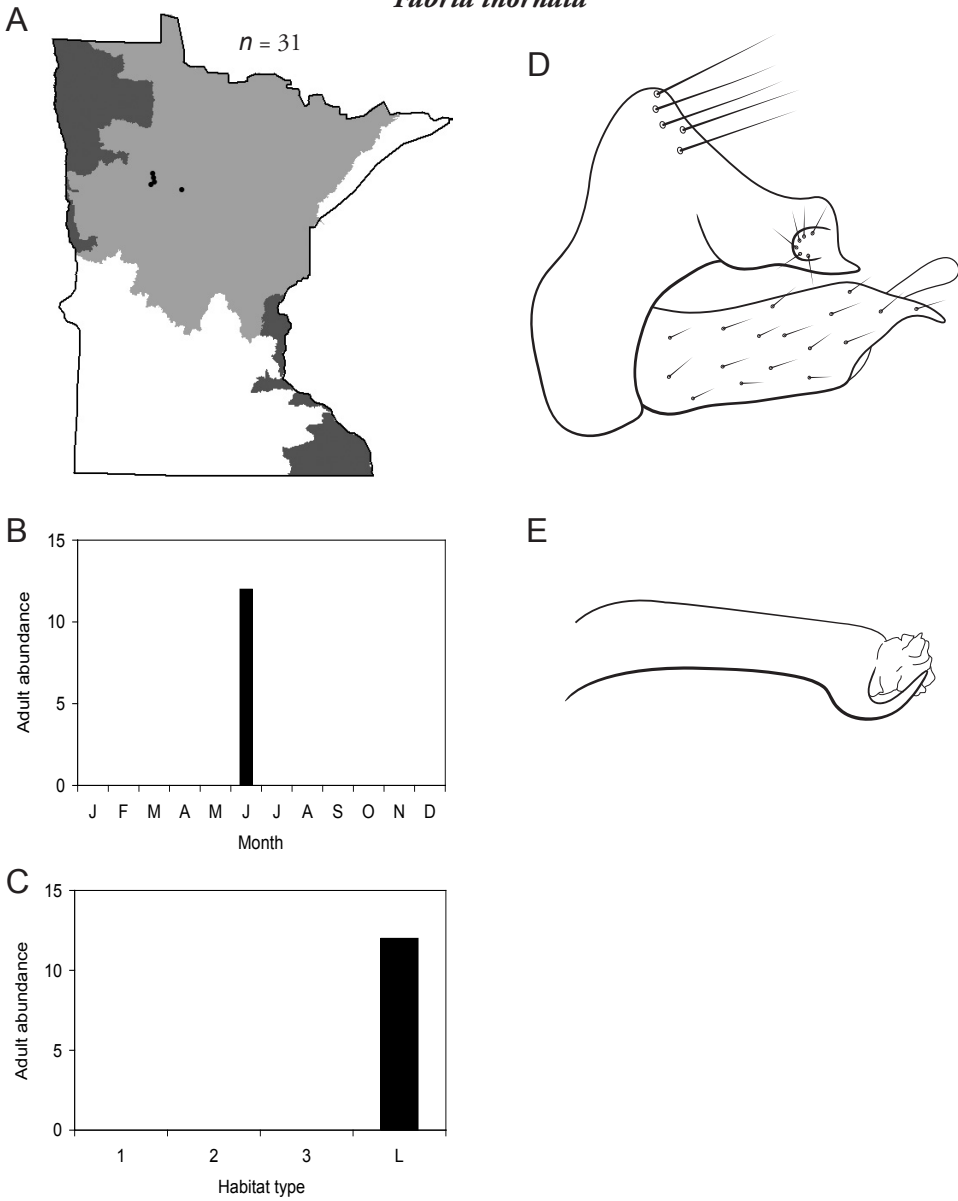 Fabria inornata
A
n = 31
D
B
15
10
5
0
Adult abundance
J F M A M J J A S O N D
Month
E
C
15
10
5
0
Adult abundance
1 2 3 L
Habitat type